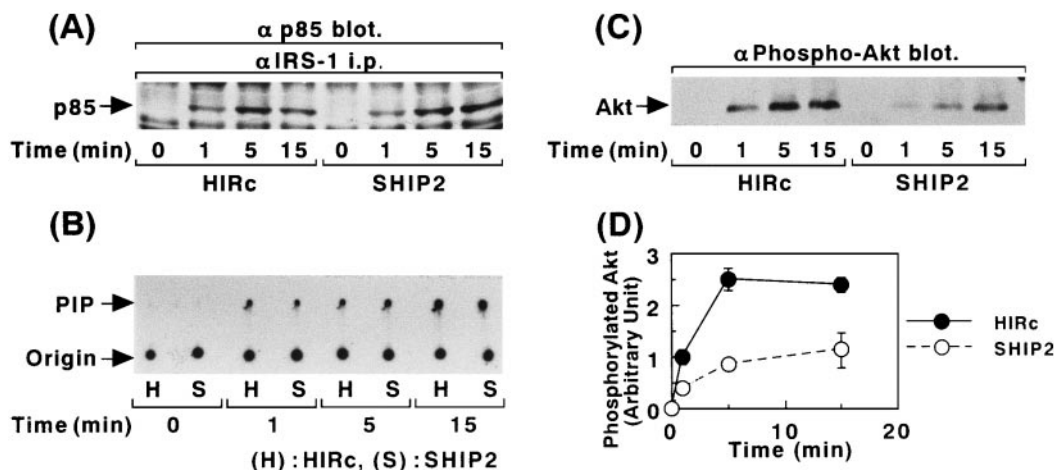 (A)
α p85 blot.
αIRS-1 i.p.
p85
Time (min) 0 1 5 15 0 1 5 15
HIRc SHIP2
(B)
PIP
Origin
H S H S H S H S
Time (min) 0 1 5 15
(H) : HIRc, (S) : SHIP2
(C)
αPhospho-Akt blot.
Akt
Time (min) 0 1 5 15 0 1 5 15
HIRc SHIP2
(D)
Phosphorylated Akt
(Arbitrary Unit)
3
2
1
0
0 10 20
Time (min)
HIRc
SHIP2